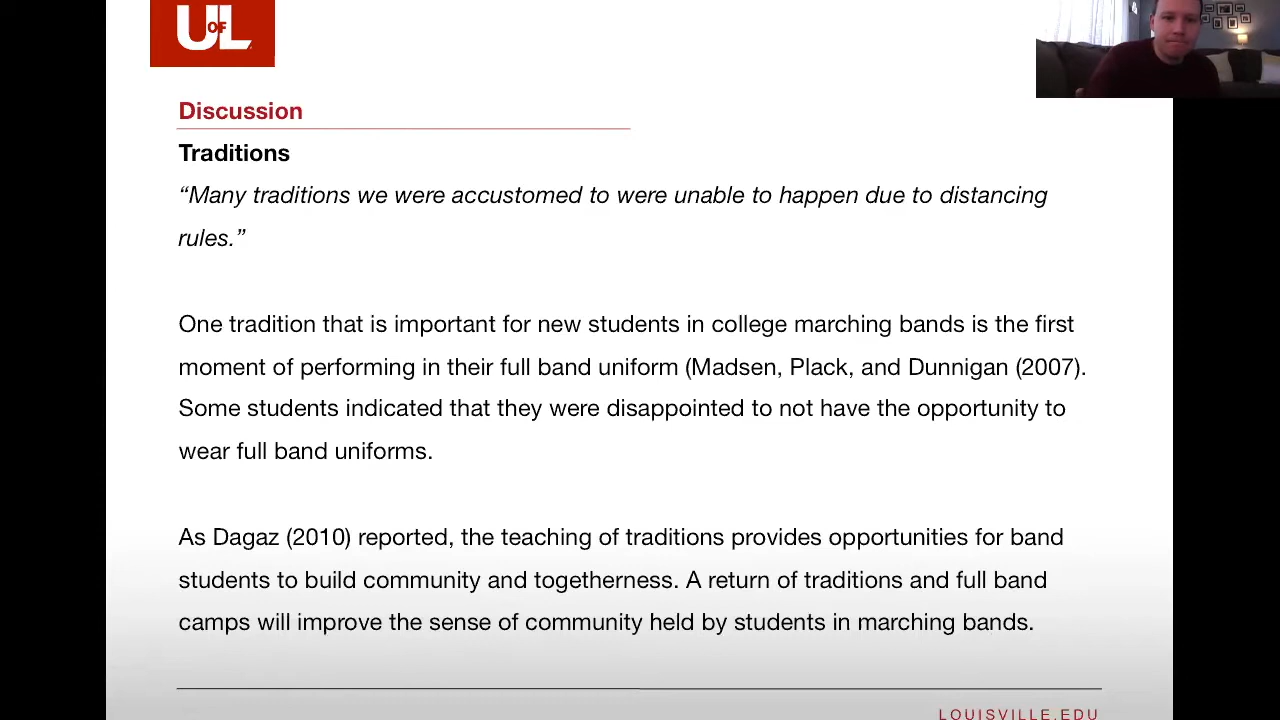 U OF L
Discussion
Traditions
“Many traditions we were accustomed to were unable to happen due to distancing
rules.”
One tradition that is important for new students in college marching bands is the first
moment of performing in their full band uniform (Madsen, Plack, and Dunnigan (2007).
Some students indicated that they were disappointed to not have the opportunity to
wear full band uniforms.
As Dagaz (2010) reported, the teaching of traditions provides opportunities for band
students to build community and togetherness. A return of traditions and full band
camps will improve the sense of community held by students in marching bands.
LOUISVILLE.EDU